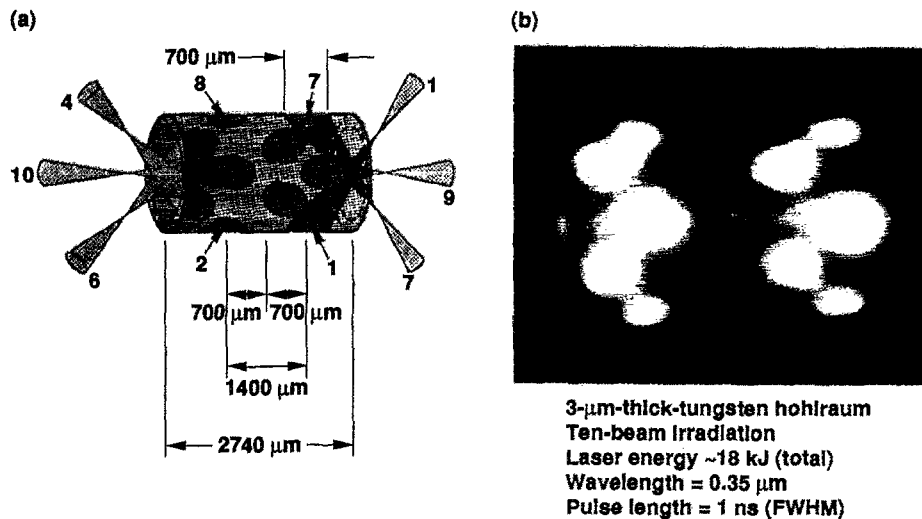 (a)
700 μm
8
7
1
4
10
9
2
1
6
7
700 μm
700 μm
1400 μm
2740 μm
(b)
3-μm-thick-tungsten hohlraum
Ten-beam Irradiation
Laser energy ~18 kJ (total)
Wavelength = 0.35 μm
Pulse length = 1 ns (FWHM)